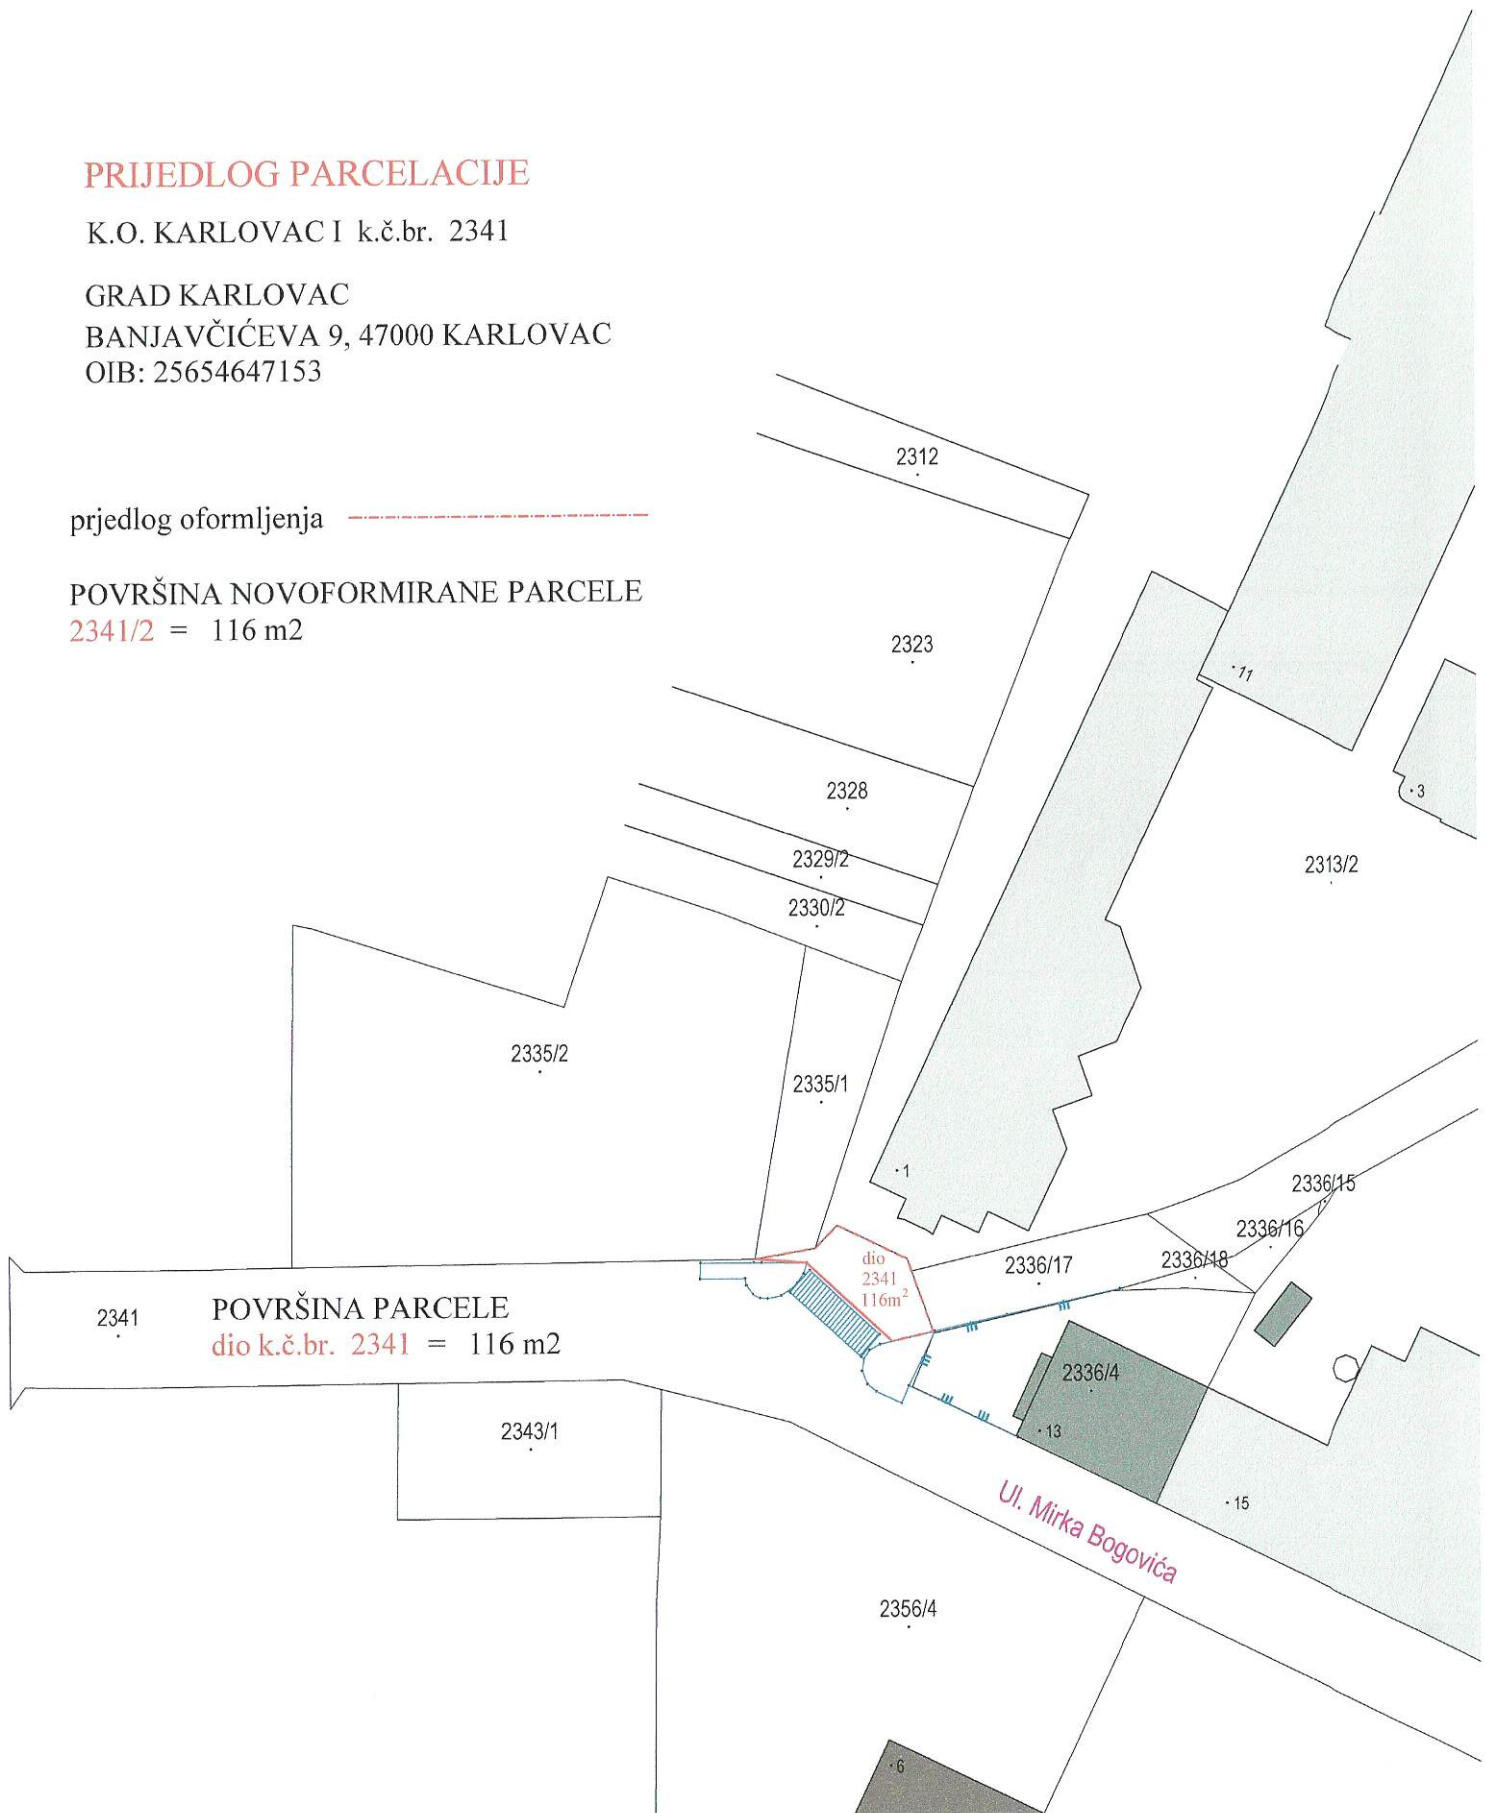 PRIJEDLOG PARCELACIJE
K.O. KARLOVAC I k.č.br. 2341
GRAD KARLOVAC
BANJAVČIĆEVA 9, 47000 KARLOVAC
OIB: 25654647153
prjedlog oformljenja
POVRŠINA NOVOFORMIRANE PARCELE
2341/2 = 116 m2
2312
2323
11
3
2328
2329/2
2313/2
2330/2
2335/2
2335/1
1
2336/15
2336/16
2336/18
2336/17
dio
2341
116m²
2341
POVRŠINA PARCELE
dio k.č.br. 2341 = 116 m2
2336/4
13
2343/1
15
Ul. Mirka Bogovića
2356/4
6